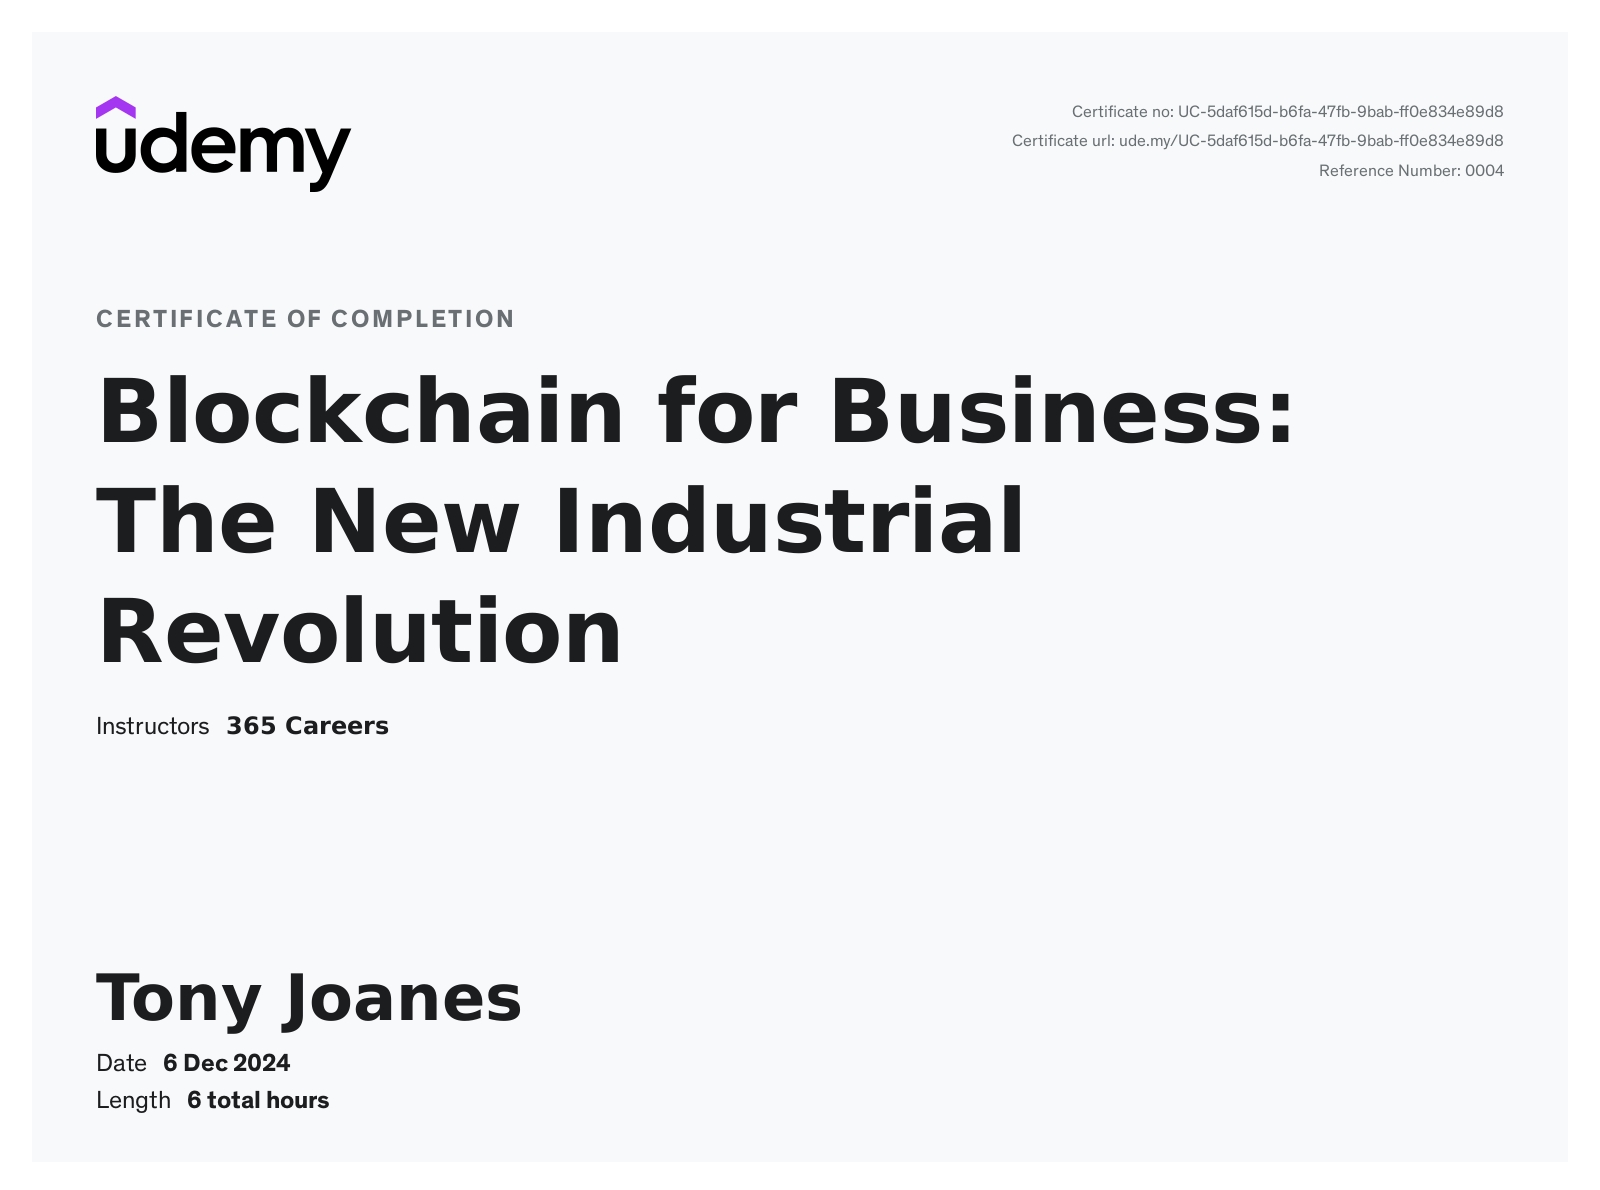 udemy
Certificate no: UC-5daf615d-b6fa-47fb-9bab-ff0e834e89d8
Certificate url: ude.my/UC-5daf615d-b6fa-47fb-9bab-ff0e834e89d8
Reference Number: 0004
CERTIFICATE OF COMPLETION
Blockchain for Business:
The New Industrial
Revolution
Instructors 365 Careers
Tony Joanes
Date 6 Dec 2024
Length 6 total hours